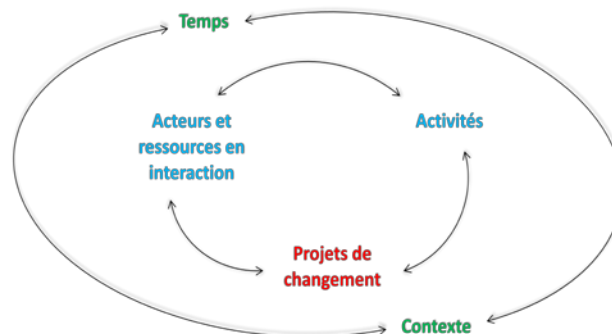 Temps
Acteurs et
ressources en
interaction
Activités
Projets de
changement
Contexte